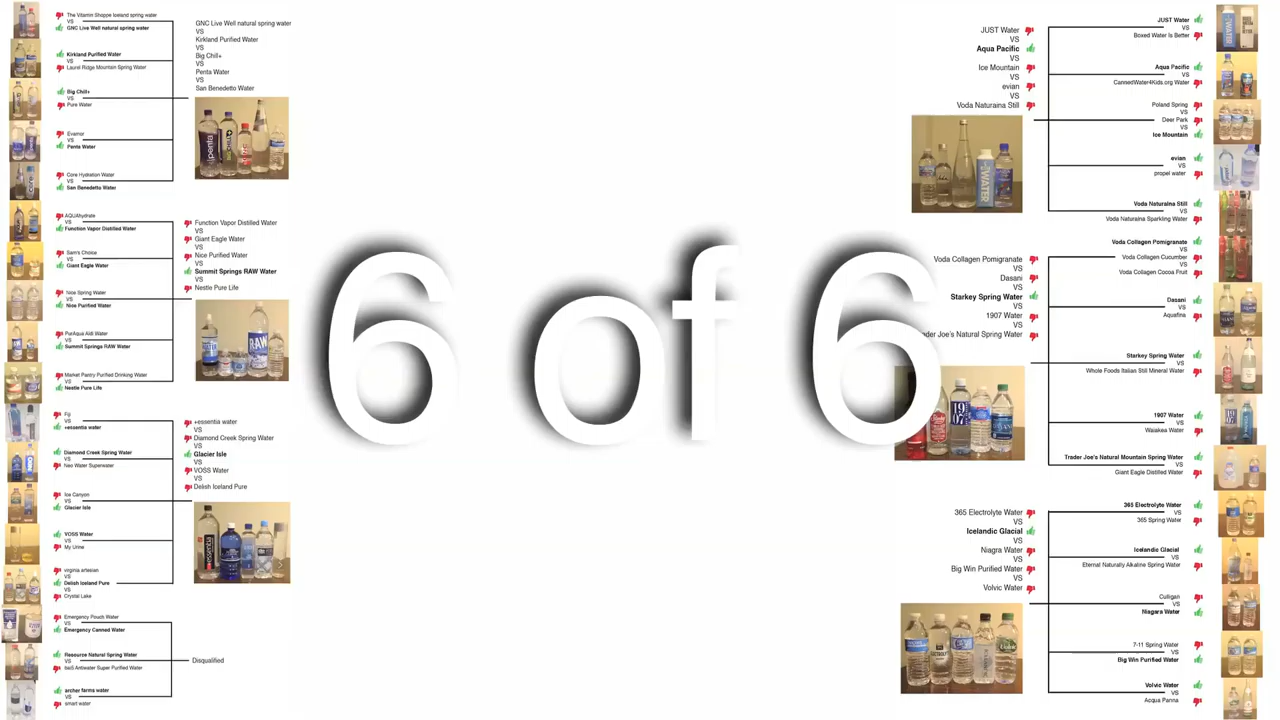 The Vitamin Shoppe Iceland spring water
VS
GNC Live Well natural spring water
Kirkland Purified Water
VS
Laurel Ridge Mountain Spring Water
Big Chill+
VS
Pure Water
Evamor
VS
Penta Water
Core Hydration Water
VS
San Benedetto Water
GNC Live Well natural spring water
VS
Kirkland Purified Water
VS
Big Chill+
VS
Penta Water
VS
San Benedetto Water
AQUAhydrate
VS
Function Vapor Distilled Water
Sam's Choice
VS
Giant Eagle Water
Nice Spring Water
VS
Nice Purified Water
PurAqua Aldi Water
VS
Summit Springs RAW Water
Market Pantry Purified Drinking Water
VS
Nestle Pure Life
Function Vapor Distilled Water
VS
Giant Eagle Water
VS
Nice Purified Water
VS
Summit Springs RAW Water
VS
Nestle Pure Life
Fiji
VS
+essentia water
Diamond Creek Spring Water
VS
Neo Water Superwater
Ice Canyon
VS
Glacier Isle
VOSS Water
VS
My Urine
virginia artesian
VS
Delish Iceland Pure
VS
Crystal Lake
+essentia water
VS
Diamond Creek Spring Water
VS
Glacier Isle
VS
VOSS Water
VS
Delish Iceland Pure
Emergency Pouch Water
VS
Emergency Canned Water
Resource Natural Spring Water
VS
Antwater Super Purified Water
archer farms water
VS
smart water
Disqualified
6 of 6
JUST Water
VS
Aqua Pacific
VS
Ice Mountain
VS
evian
VS
Voda Naturaina Still
JUST Water
VS
Boxed Water Is Better
Aqua Pacific
VS
CannedWater4Kids.org Water
Poland Spring
VS
Deer Park
VS
Ice Mountain
evian
VS
propel water
Voda Naturaina Still
VS
Voda Naturaina Sparkling Water
Voda Collagen Pomigranate
VS
Dasani
VS
Starkey Spring Water
VS
1907 Water
VS
ader Joe's Natural Spring Water
Voda Collagen Pomigranate
VS
Voda Collagen Cucumber
VS
Voda Collagen Cocoa Fruit
Dasani
VS
Aquafina
Starkey Spring Water
VS
Whole Foods Italian Still Mineral Water
1907 Water
VS
Waiakea Water
Trader Joe's Natural Mountain Spring Water
VS
Giant Eagle Distilled Water
365 Electrolyte Water
VS
Icelandic Glacial
VS
Niagra Water
VS
Big Win Purified Water
VS
Volvic Water
365 Electrolyte Water
VS
365 Spring Water
Icelandic Glacial
VS
Eternal Naturally Alkaline Spring Water
Culligan
VS
Niagara Water
7-11 Spring Water
VS
Big Win Purified Water
Volvic Water
VS
Acqua Panna
penta
RAW
essentia
WATER
19
07